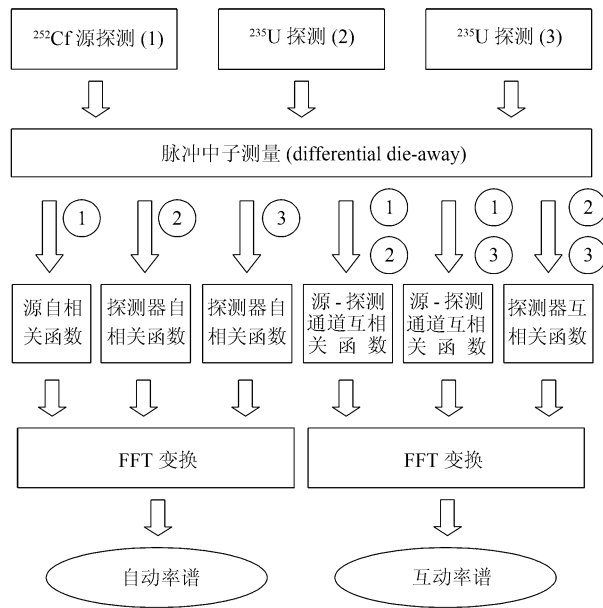 ²⁵²Cf 源探测 (1)
²³⁵U 探测 (2)
²³⁵U 探测 (3)
脉冲中子测量 (differential die-away)
1
2
3
1
2
1
3
2
3
源自相
关函数
探测器自
相关函数
探测器自
相关函数
源 - 探测
通道互相
关 函 数
源 - 探测
通道互相
关 函 数
探测器互
相关函数
FFT 变换
FFT 变换
自动率谱
互动率谱